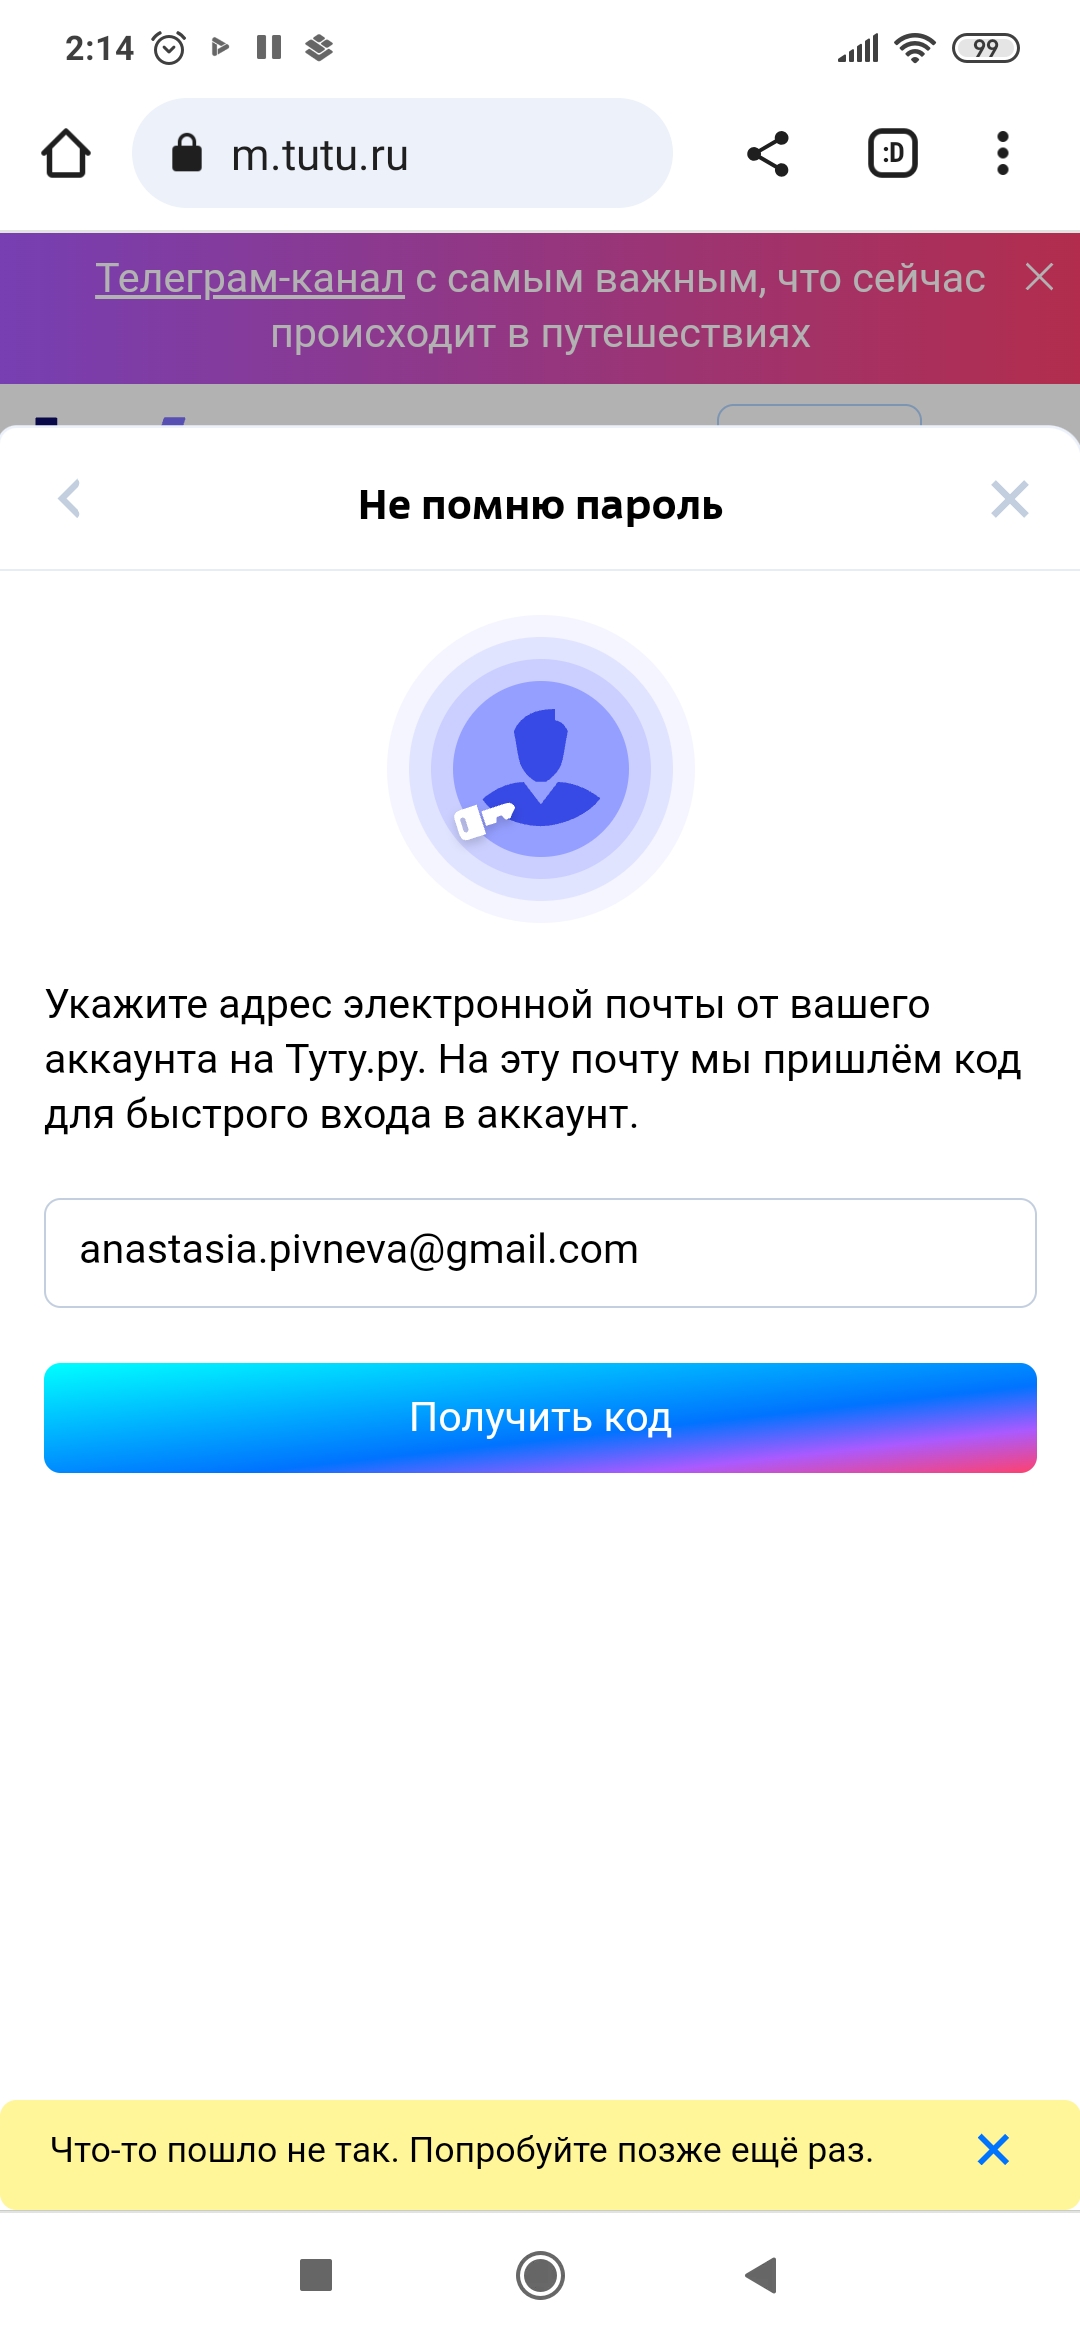 2:14
99
m.tutu.ru
:D
Телеграм-канал с самым важным, что сейчас
происходит в путешествиях
Не помню пароль
Укажите адрес электронной почты от вашего
аккаунта на Туту.ру. На эту почту мы пришлём код
для быстрого входа в аккаунт.
anastasia.pivneva@gmail.com
Получить код
Что-то пошло не так. Попробуйте позже ещё раз.